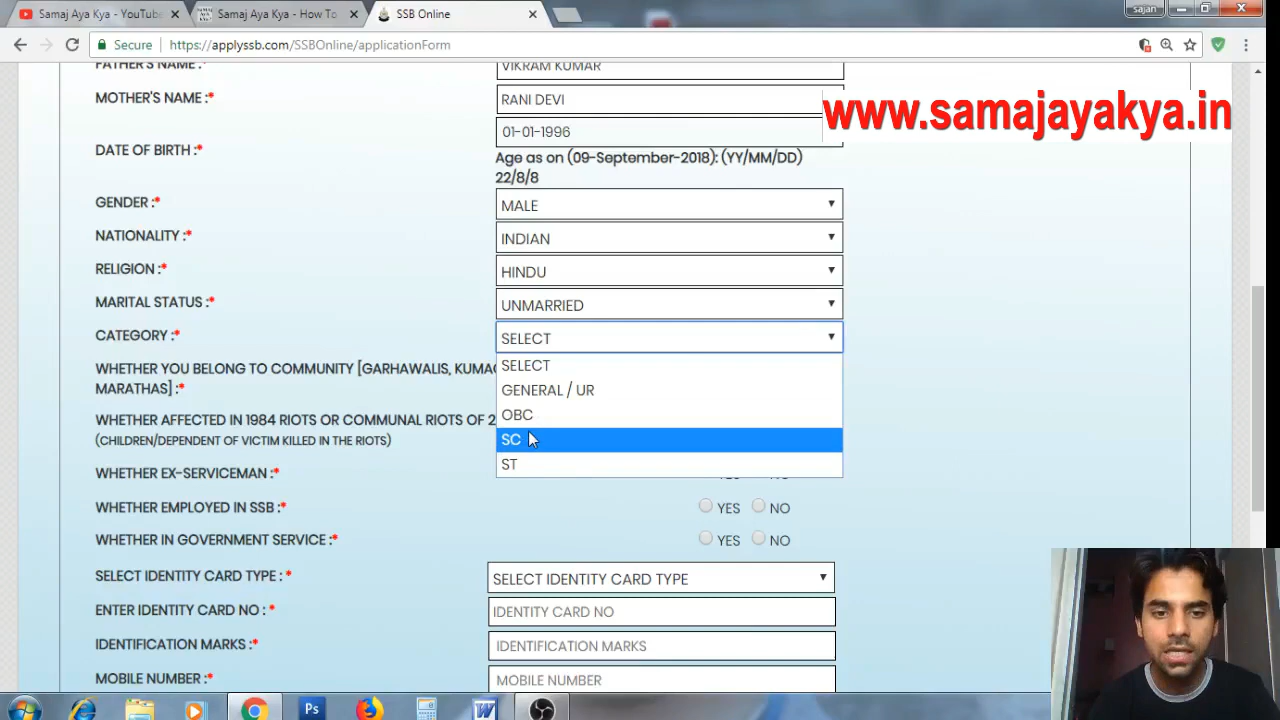 Samaj Aya Kya - YouTube
Samaj Aya Kya - How To
SSB Online
sajan
Secure
https://applyssb.com/SSBOnline/applicationForm
FATHER'S NAME :*
VIKRAM KUMAR
MOTHER'S NAME :*
RANI DEVI
www.samajayakya.in
DATE OF BIRTH :*
01-01-1996
Age as on (09-September-2018): (YY/MM/DD)
22/8/8
GENDER :*
MALE
NATIONALITY :*
INDIAN
RELIGION :*
HINDU
MARITAL STATUS :*
UNMARRIED
CATEGORY :*
SELECT
SELECT
GENERAL / UR
OBC
SC
ST
WHETHER YOU BELONG TO COMMUNITY [GARHAWALIS, KUMAO
MARATHAS] :*
WHETHER AFFECTED IN 1984 RIOTS OR COMMUNAL RIOTS OF 2
(CHILDREN/DEPENDENT OF VICTIM KILLED IN THE RIOTS)
WHETHER EX-SERVICEMAN :*
WHETHER EMPLOYED IN SSB :*
YES NO
WHETHER IN GOVERNMENT SERVICE :*
YES NO
SELECT IDENTITY CARD TYPE : *
SELECT IDENTITY CARD TYPE
ENTER IDENTITY CARD NO : *
IDENTITY CARD NO
IDENTIFICATION MARKS :*
IDENTIFICATION MARKS
MOBILE NUMBER :*
MOBILE NUMBER